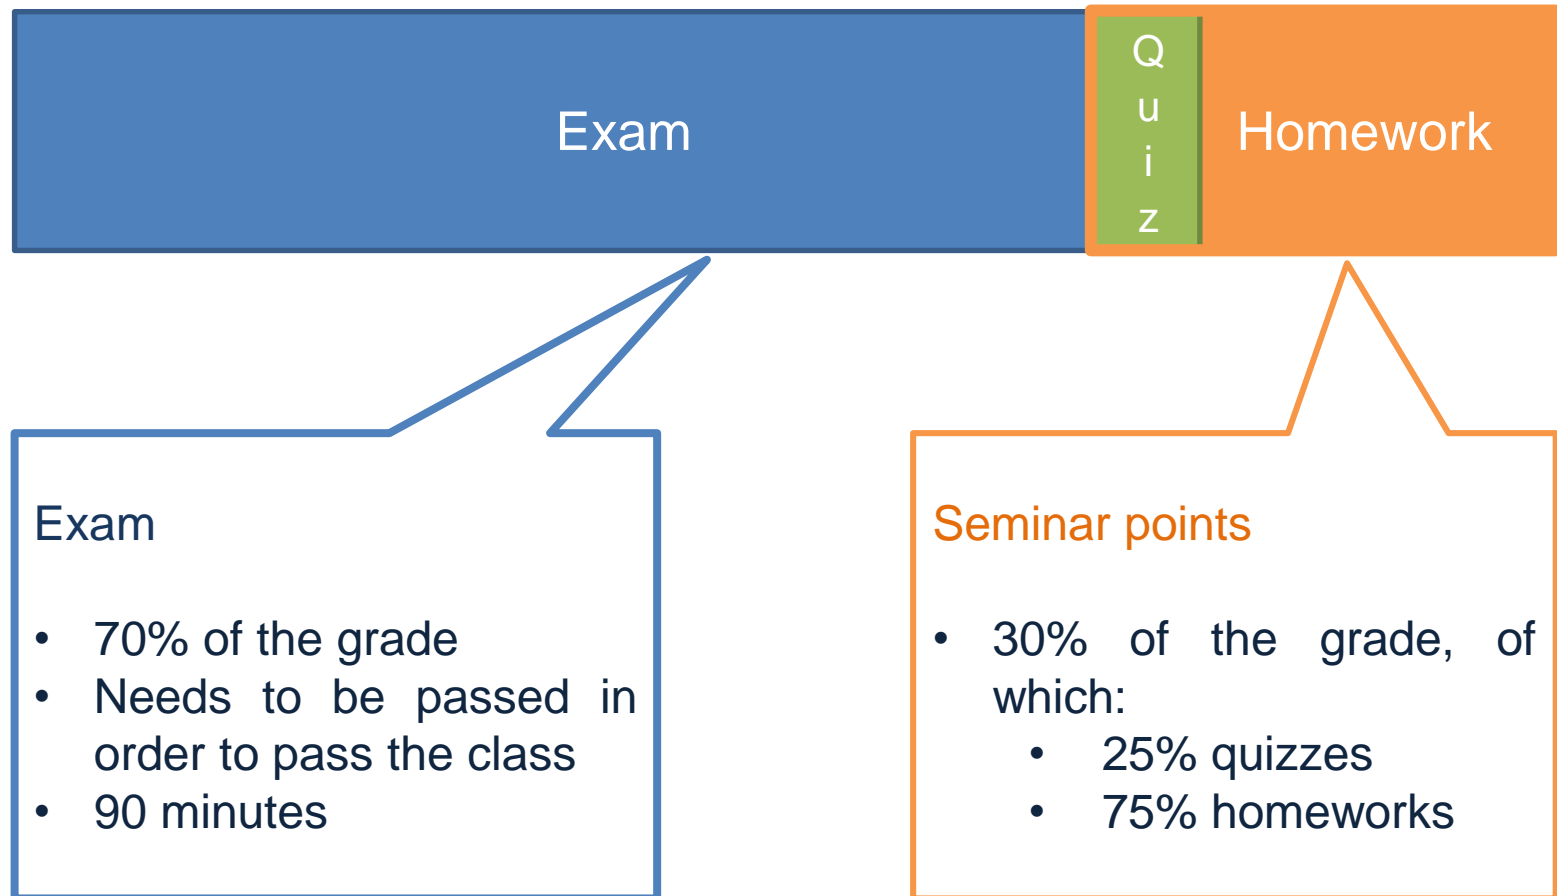 Exam
Quiz
Homework
Exam
• 70% of the grade
• Needs to be passed in
order to pass the class
• 90 minutes
Seminar points
• 30% of the grade, of
which:
• 25% quizzes
• 75% homeworks